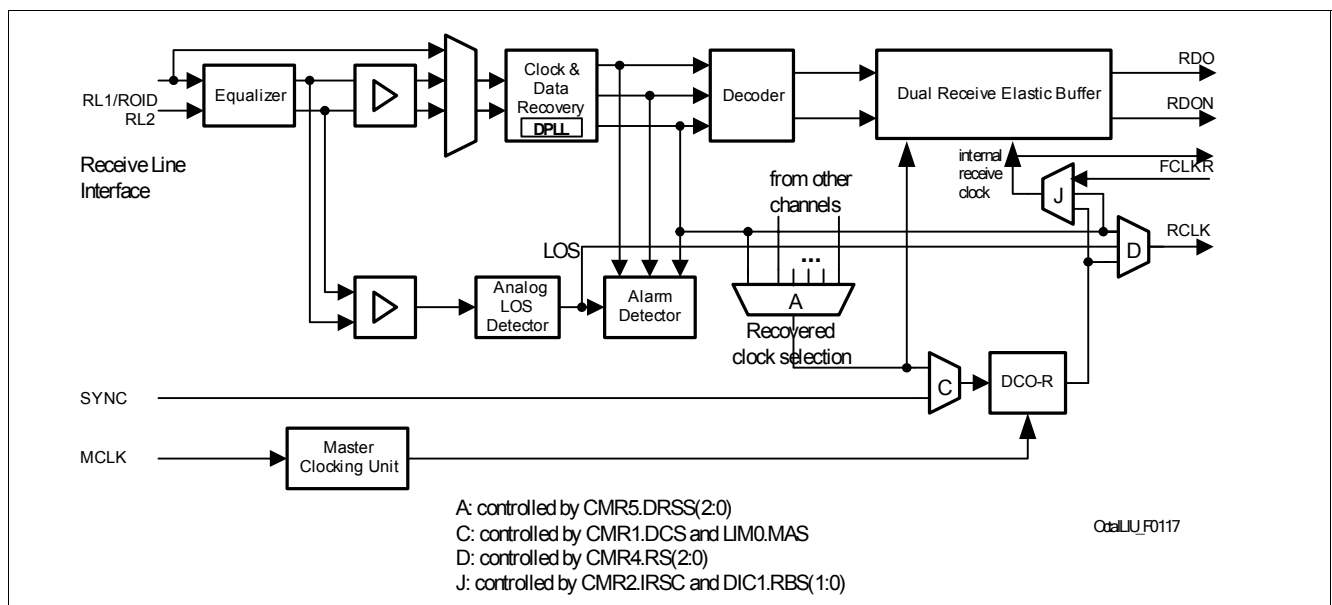 RL1/ROID
RL2
Equalizer
Clock &
Data
Recovery
DPLL
Decoder
Dual Receive Elastic Buffer
RDO
RDON
Receive Line
Interface
internal
receive
clock
FCLKR
J
from other
channels
...
RCLK
D
LOS
Analog
LOS
Detector
Alarm
Detector
A
Recovered
clock selection
C
DCO-R
SYNC
MCLK
Master
Clocking Unit
A: controlled by CMR5.DRSS(2:0)
C: controlled by CMR1.DCS and LIM0.MAS
D: controlled by CMR4.RS(2:0)
J: controlled by CMR2.IRSC and DIC1.RBS(1:0)
OctalLIU_F0117